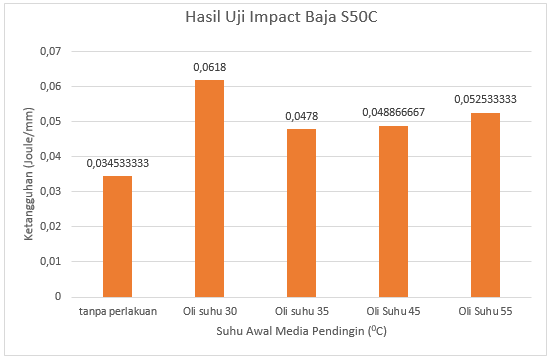 Hasil Uji Impact Baja S50C
Ketangguhan (Joule/mm)
0,07
0,06
0,05
0,04
0,03
0,02
0,01
0
0,034533333
0,0618
0,0478
0,048866667
0,052533333
tanpa perlakuan
Oli suhu 30
Oli suhu 35
Oli Suhu 45
Oli Suhu 55
Suhu Awal Media Pendingin (⁰C)